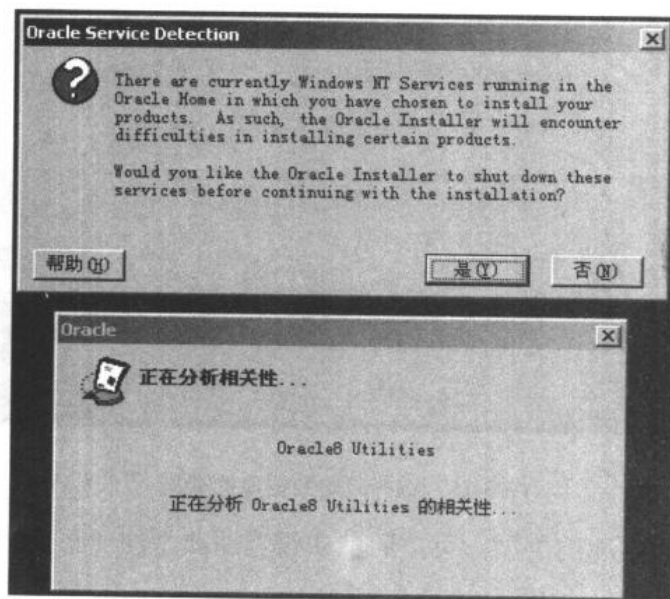 Oracle Service Detection
There are currently Windows NT Services running in the
Oracle Home in which you have chosen to install your
products. As such, the Oracle Installer will encounter
difficulties in installing certain products.
Would you like the Oracle Installer to shut down these
services before continuing with the installation?
帮助(H)
是(Y)
否(N)
Oracle
正在分析相关性...
Oracle8 Utilities
正在分析 Oracle8 Utilities 的相关性...